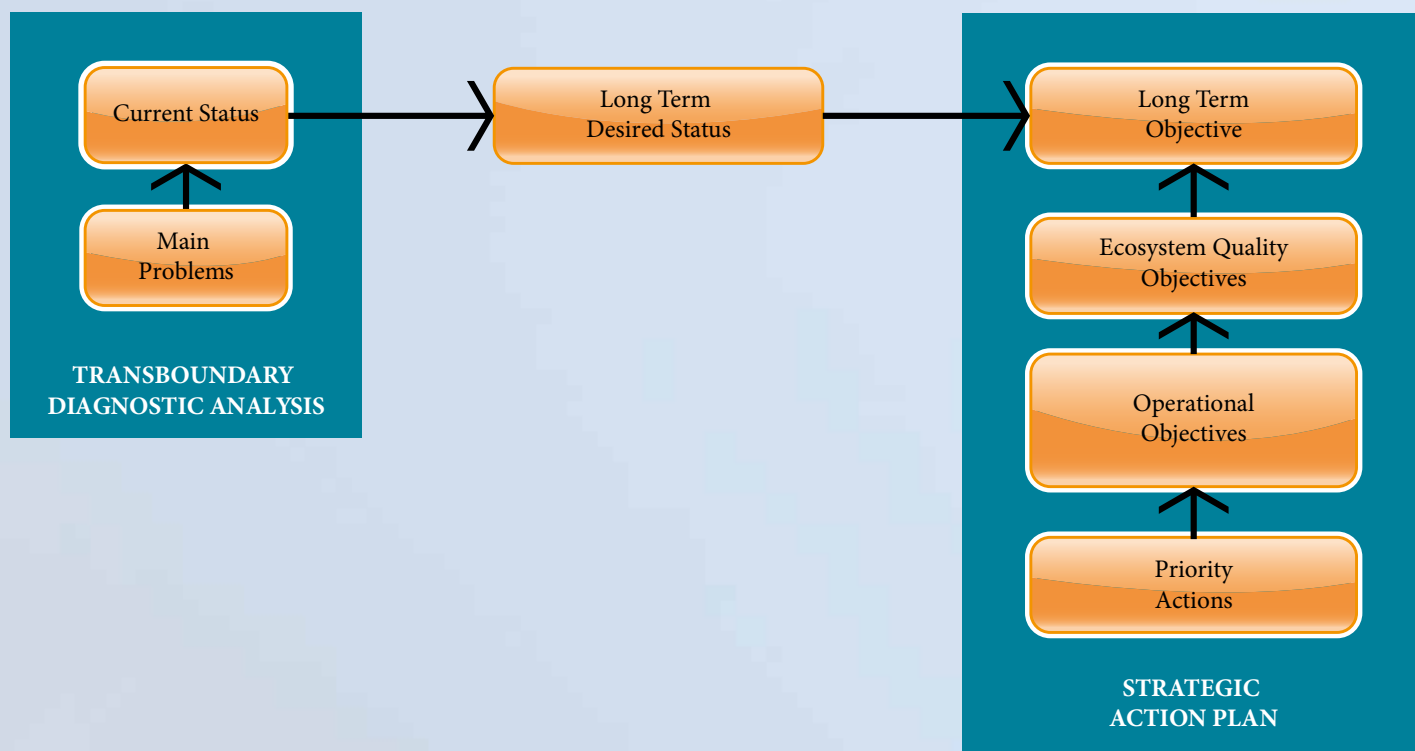 Current Status
Main
Problems
TRANSBOUNDARY
DIAGNOSTIC ANALYSIS
Long Term
Desired Status
Long Term
Objective
Ecosystem Quality
Objectives
Operational
Objectives
Priority
Actions
STRATEGIC
ACTION PLAN